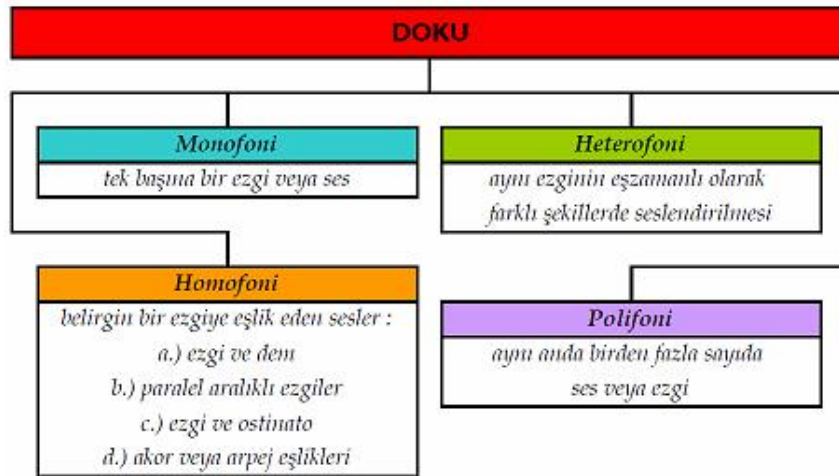 DOKU
Monofoni
tek başına bir ezgi veya ses
Heterofoni
aynı ezginin eşzamanlı olarak
farklı şekillerde seslendirilmesi
Homofoni
belirgin bir ezgiye eşlik eden sesler :
a.) ezgi ve dem
b.) paralel aralıklı ezgiler
c.) ezgi ve ostinato
d.) akor veya arpej eşlikleri
Polifoni
aynı anda birden fazla sayıda
ses veya ezgi